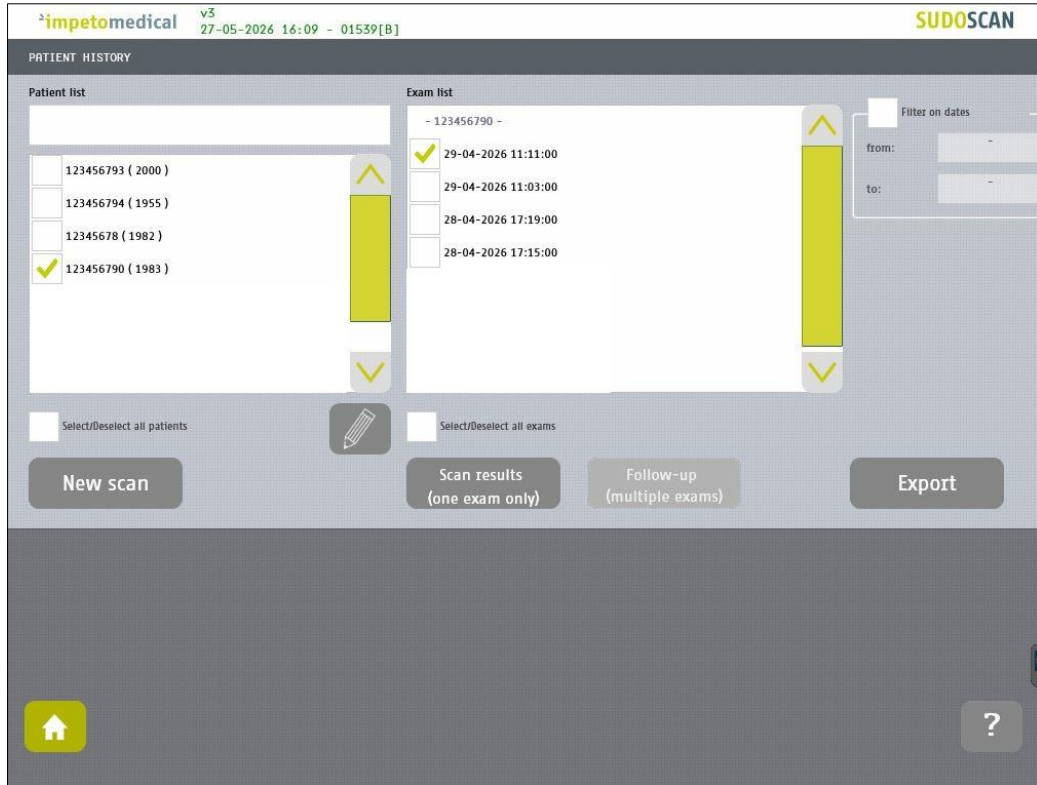 impetomedical
v3
27-05-2026 16:09 - 01539[B]
SUDOSCAN
PATIENT HISTORY
Patient list
123456793 ( 2000 )
123456794 ( 1955 )
12345678 ( 1982 )
123456790 ( 1983 )
Select/Deselect all patients
New scan
Exam list
- 123456790 -
29-04-2026 11:11:00
29-04-2026 11:03:00
28-04-2026 17:19:00
28-04-2026 17:15:00
Select/Deselect all exams
Scan results
(one exam only)
Follow-up
(multiple exams)
Filter on dates
from: -
to: -
Export
?